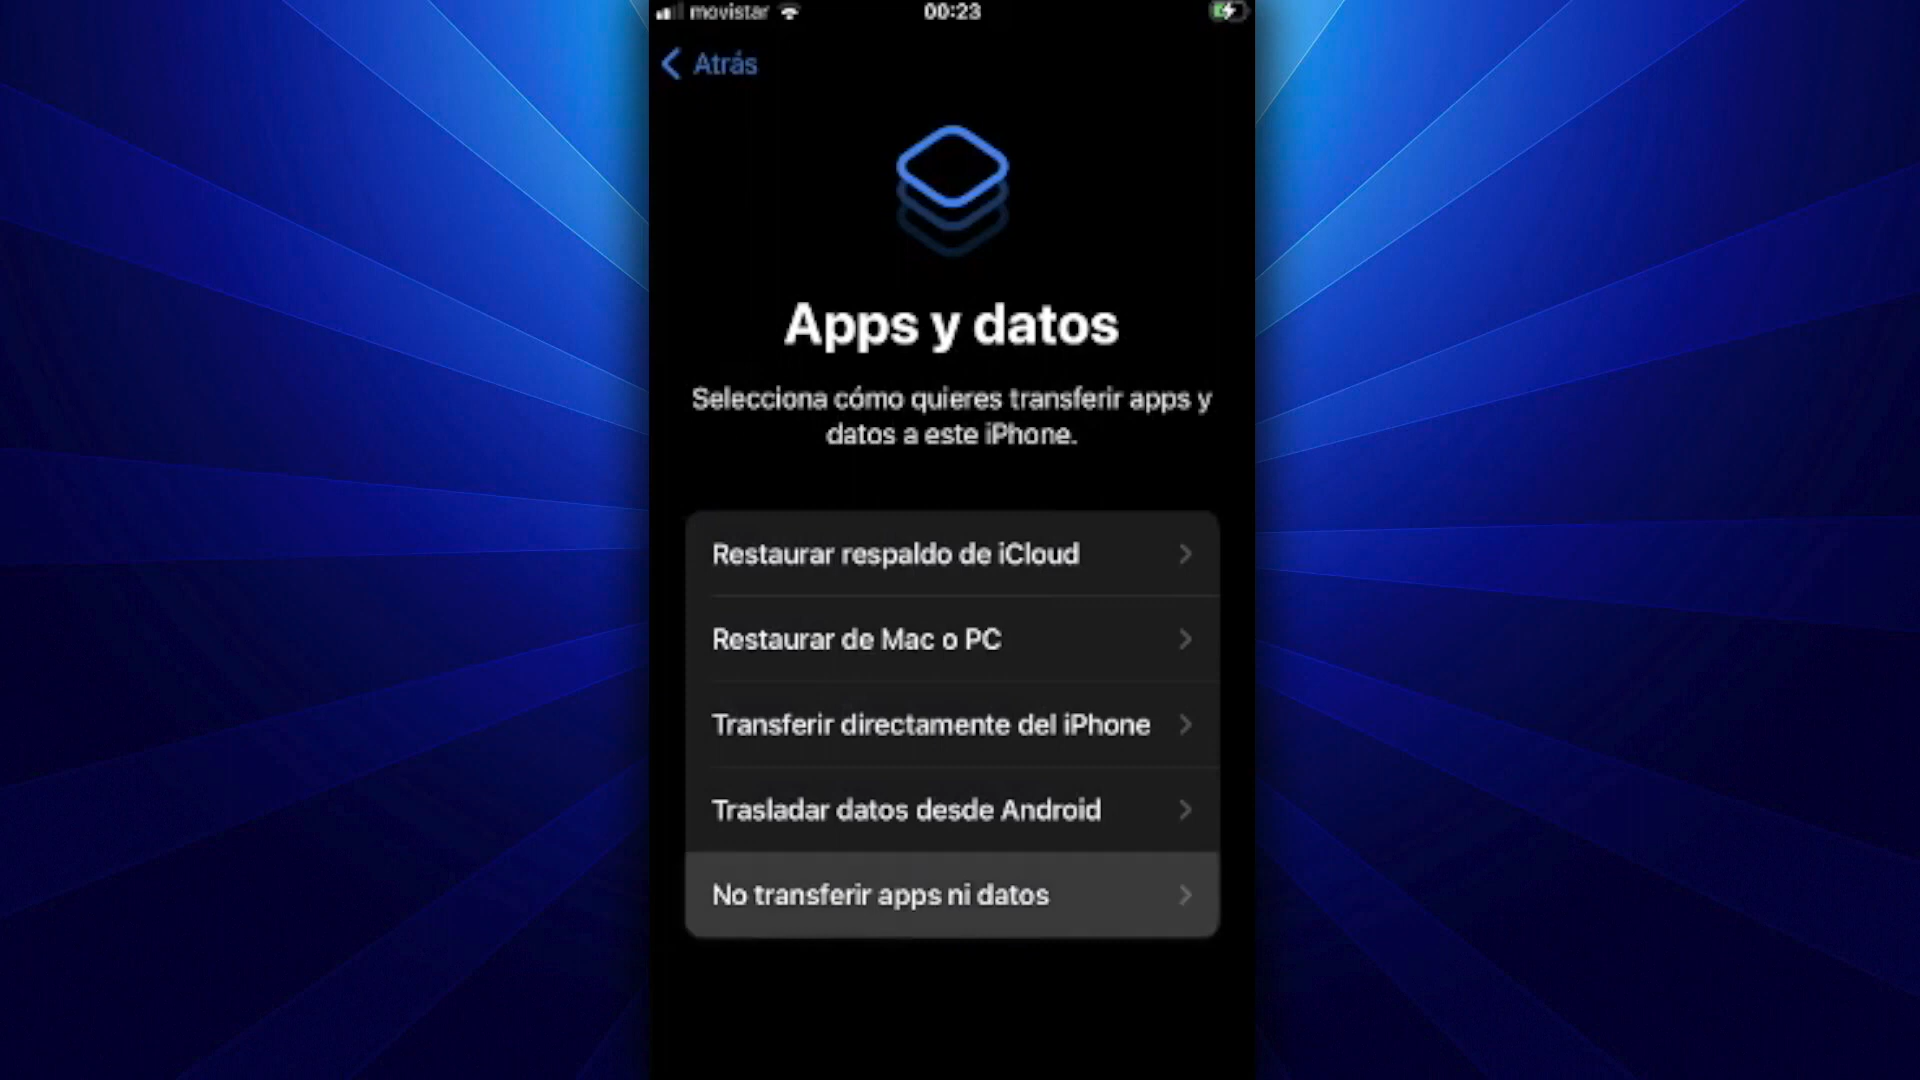 movistar
00:23
Atrás
Apps y datos
Selecciona cómo quieres transferir apps y
datos a este iPhone.
Restaurar respaldo de iCloud
Restaurar de Mac o PC
Transferir directamente del iPhone
Trasladar datos desde Android
No transferir apps ni datos